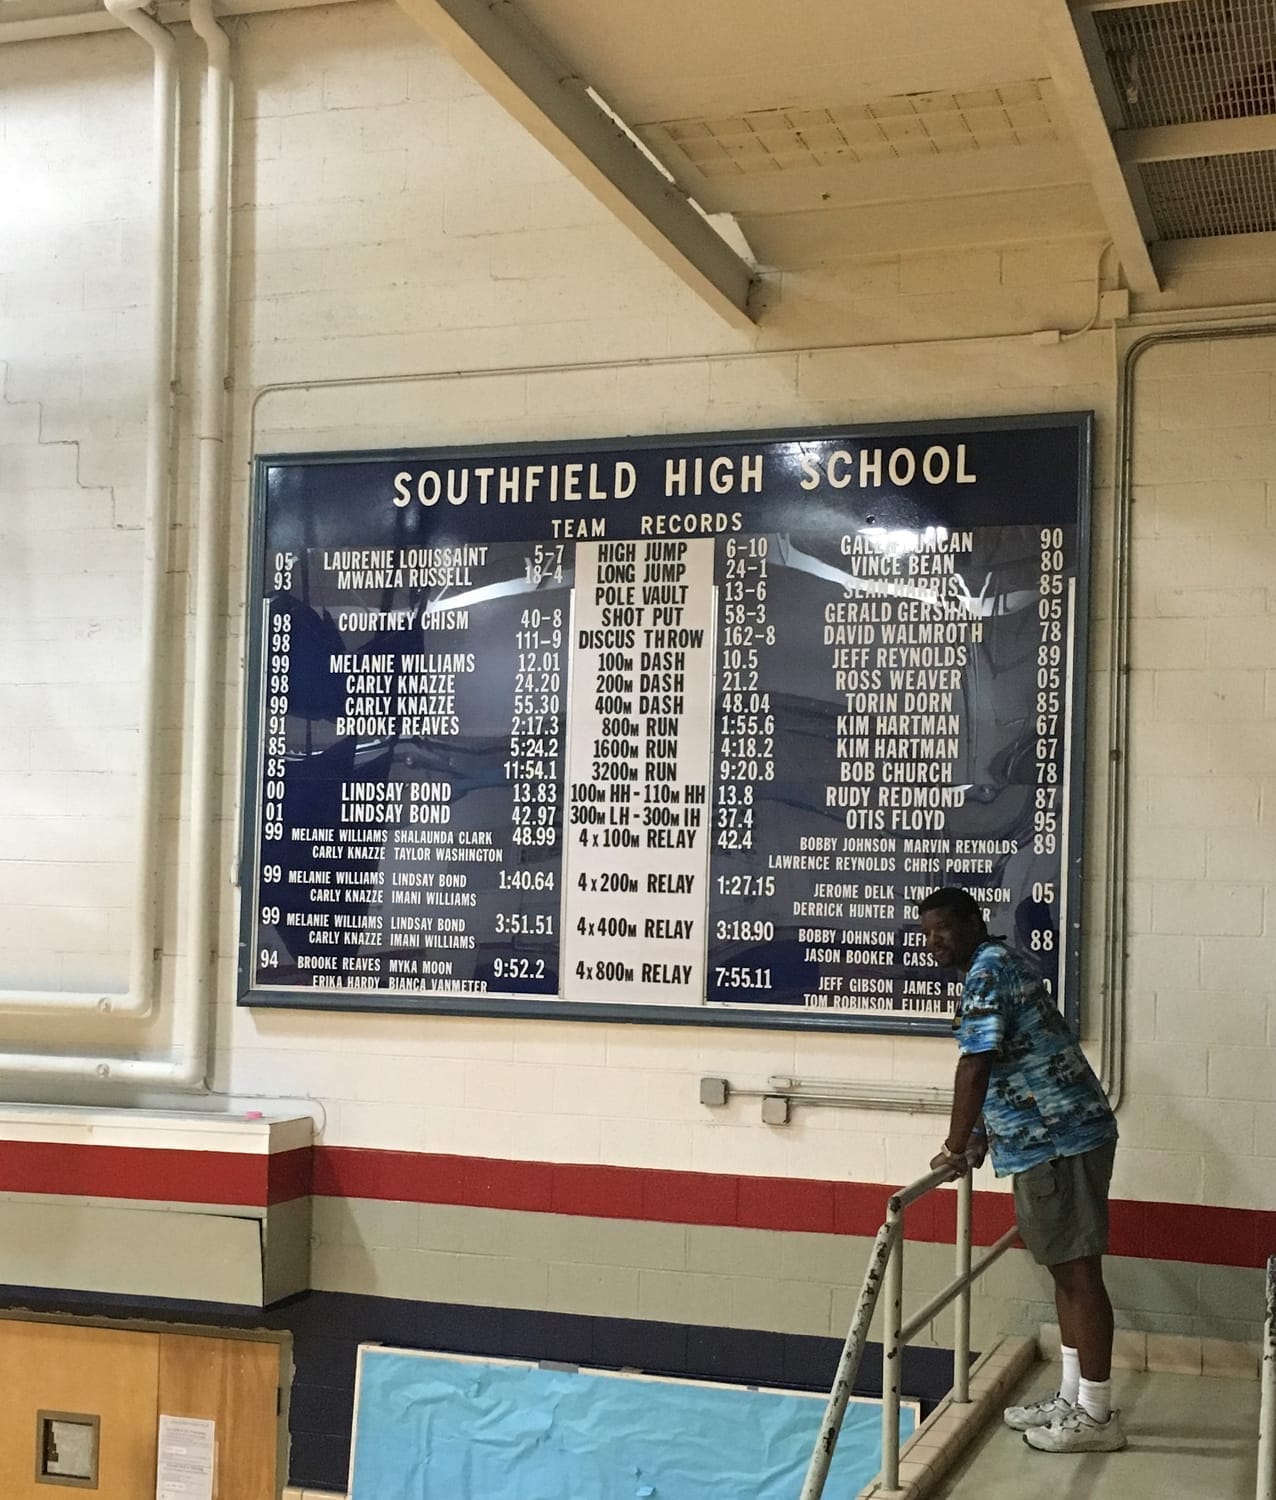 SOUTHFIELD HIGH SCHOOL
TEAM RECORDS
05 LAURENIE LOUISSAINT 5-7 HIGH JUMP 6-10 90
93 MWANZA RUSSELL 18-4 LONG JUMP 24-1 VINCE BEAN 80
POLE VAULT 13-6 SEAN HARRIS 85
98 COURTNEY CHISM 40-8 SHOT PUT 58-3 GERALD 05
98 111-9 DISCUS THROW 162-8 DAVID WALMROTH 78
99 MELANIE WILLIAMS 12.01 100M DASH 10.5 JEFF REYNOLDS 89
98 CARLY KNAZZE 24.20 200M DASH 21.2 ROSS WEAVER 05
99 CARLY KNAZZE 55.30 400M DASH 48.04 TORIN DORN 85
91 BROOKE REAVES 2:17.3 800M RUN 1:55.6 KIM HARTMAN 67
85 5:24.2 1600M RUN 4:18.2 KIM HARTMAN 67
85 11:54.1 3200M RUN 9:20.8 BOB CHURCH 78
00 LINDSAY BOND 13.83 100M HH-110M HH 13.8 RUDY REDMOND 87
01 LINDSAY BOND 42.97 300M LH-300M IH 37.4 OTIS FLOYD 95
99 MELANIE WILLIAMS SHALAUNDA CLARK 48.99 4x100M RELAY 42.4 BOBBY JOHNSON MARVIN REYNOLDS 89
CARLY KNAZZE TAYLOR WASHINGTON LAWRENCE REYNOLDS CHRIS PORTER
99 MELANIE WILLIAMS LINDSAY BOND 1:40.64 4x200M RELAY 1:27.15 JEROME DELK 05
CARLY KNAZZE IMANI WILLIAMS DERRICK HUNTER
99 MELANIE WILLIAMS LINDSAY BOND 3:51.51 4x400M RELAY 3:18.90 BOBBY JOHNSON 88
CARLY KNAZZE IMANI WILLIAMS JASON BOOKER
94 BROOKE REAVES MYKA MOON 9:52.2 4x800M RELAY 7:55.11 JEFF GIBSON JAMES
ERIKA HARDY BIANCA VANMETER TOM ROBINSON ELIJAH